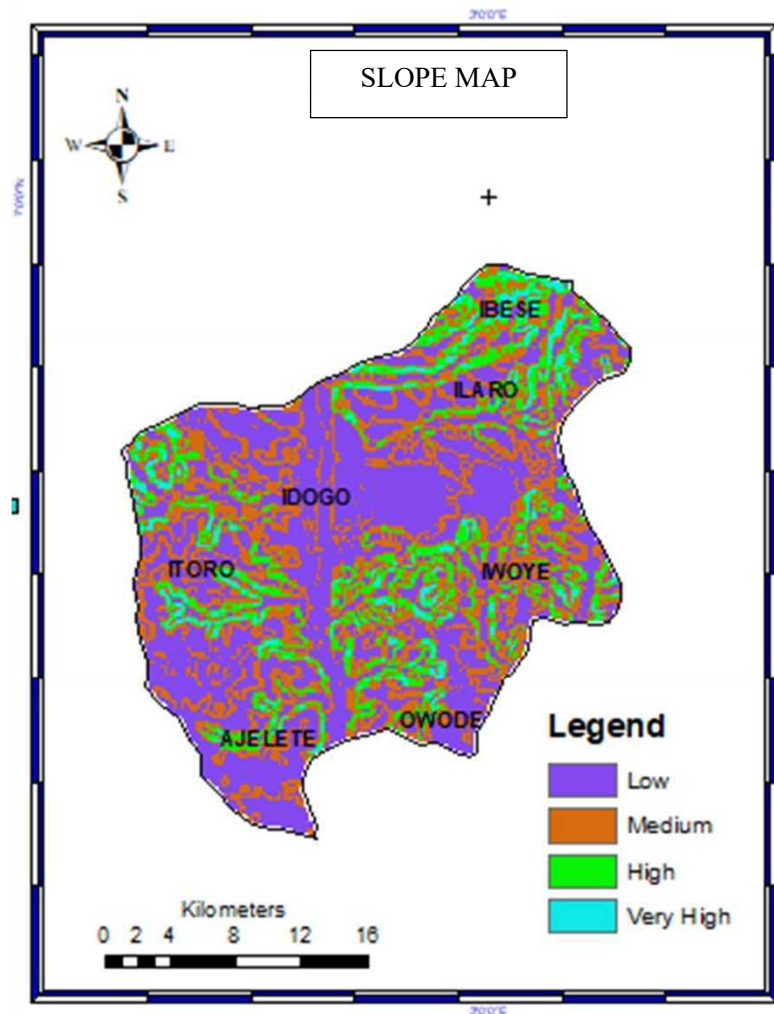 SLOPE MAP
N
W E
S
IBESE
ILARO
IDOGO
ITORO
IWOYE
OWODE
AJELETE
Legend
Low
Medium
High
Very High
Kilometers
0 2 4 8 12 16